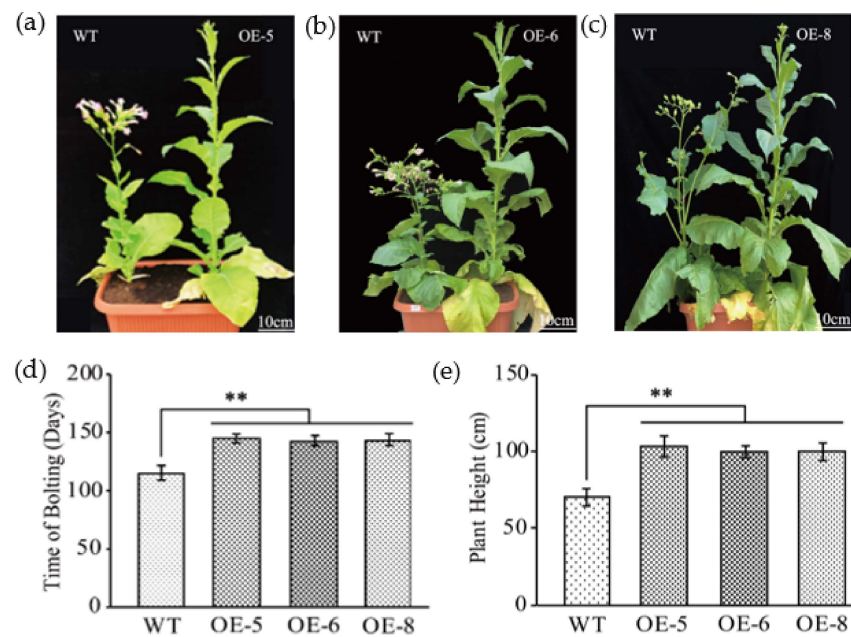 (a)
WT OE-5
10cm
(b)
WT OE-6
10cm
(c)
WT OE-8
10cm
(d)
Time of Bolting (Days)
200
150
100
50
0
**
WT OE-5 OE-6 OE-8
(e)
Plant Height (cm)
150
100
50
0
**
WT OE-5 OE-6 OE-8